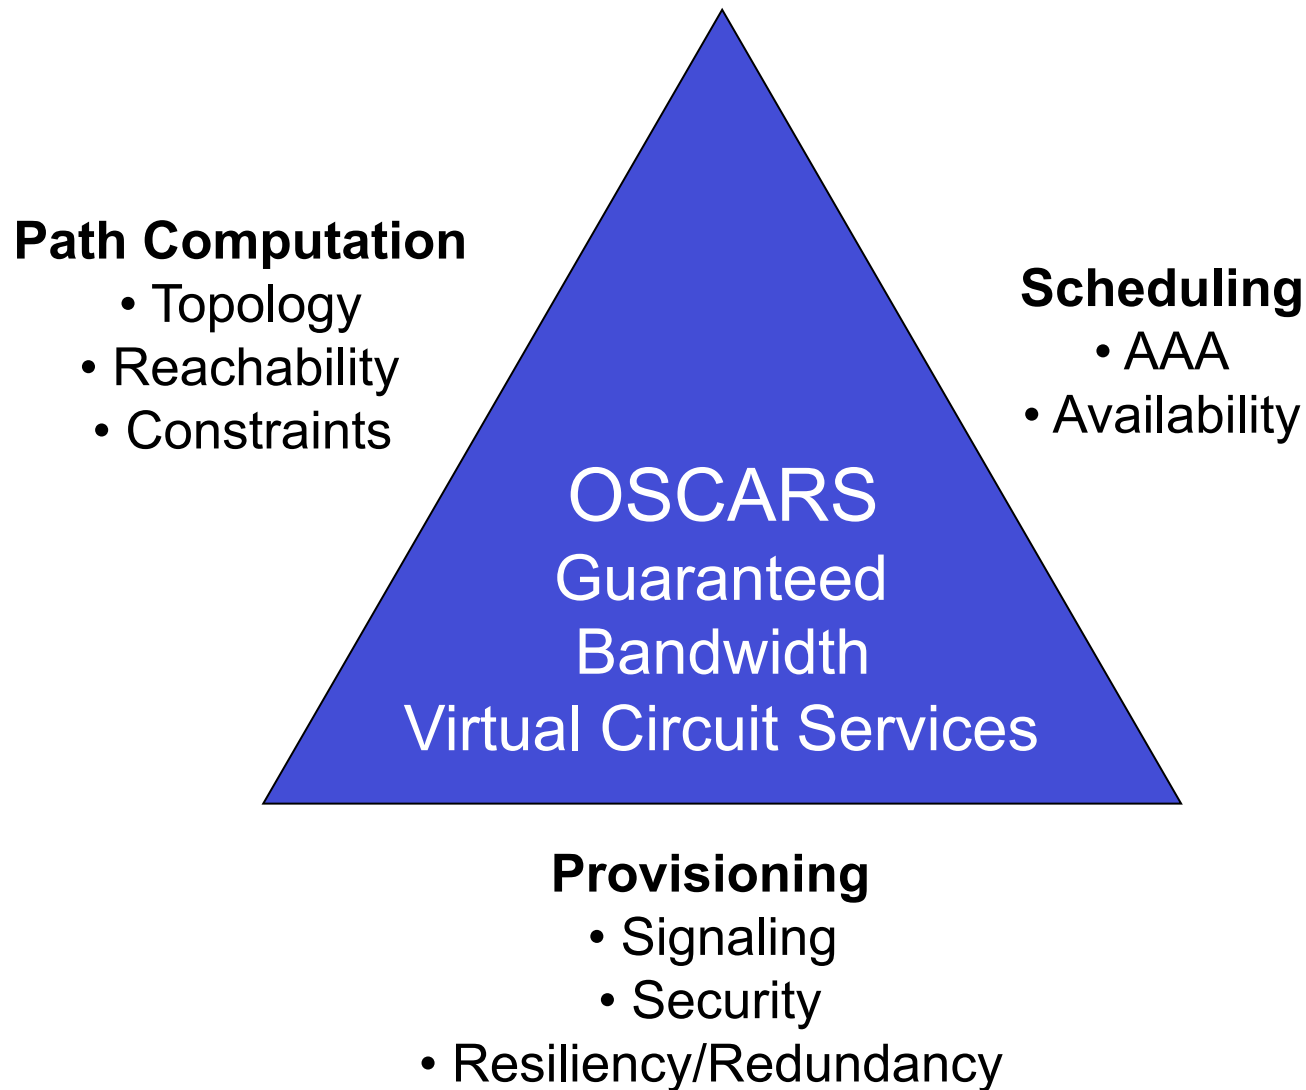 Path Computation
• Topology
• Reachability
• Constraints
Scheduling
• AAA
• Availability
OSCARS
Guaranteed
Bandwidth
Virtual Circuit Services
Provisioning
• Signaling
• Security
• Resiliency/Redundancy